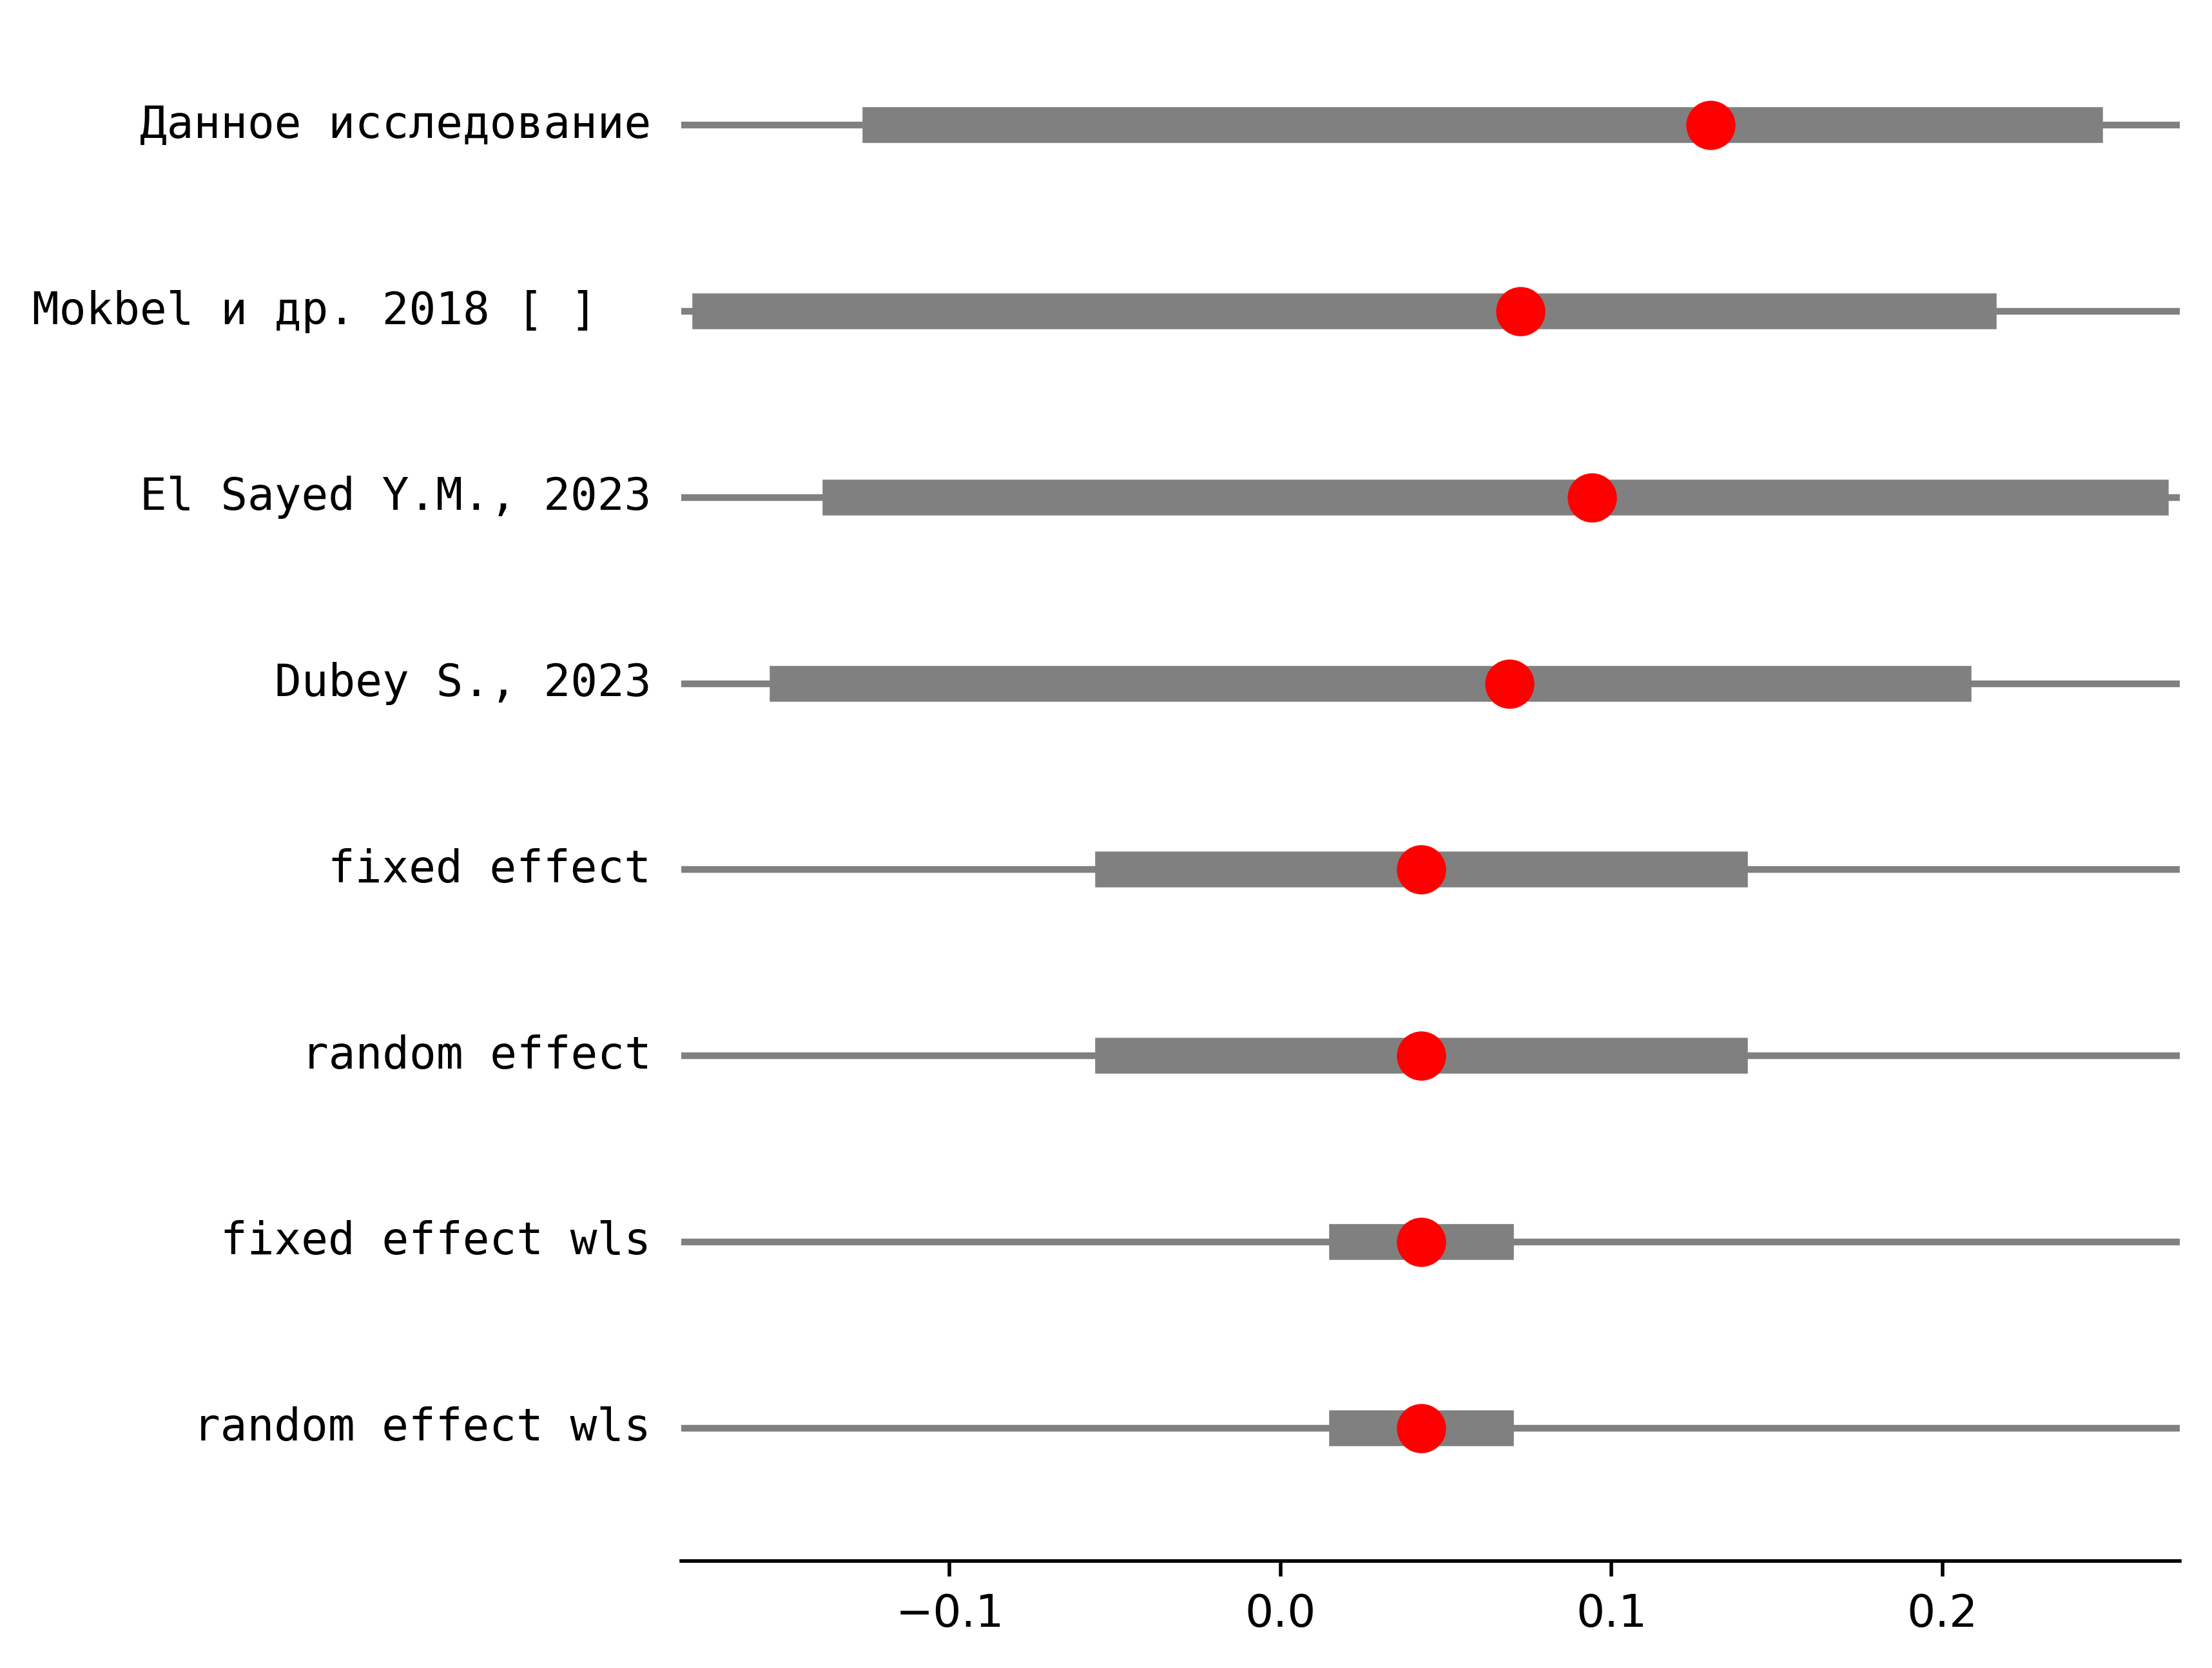 Данное исследование
Mokbel и др. 2018 [ ]
El Sayed Y.M., 2023
Dubey S., 2023
fixed effect
random effect
fixed effect wls
random effect wls
−0.1 0.0 0.1 0.2